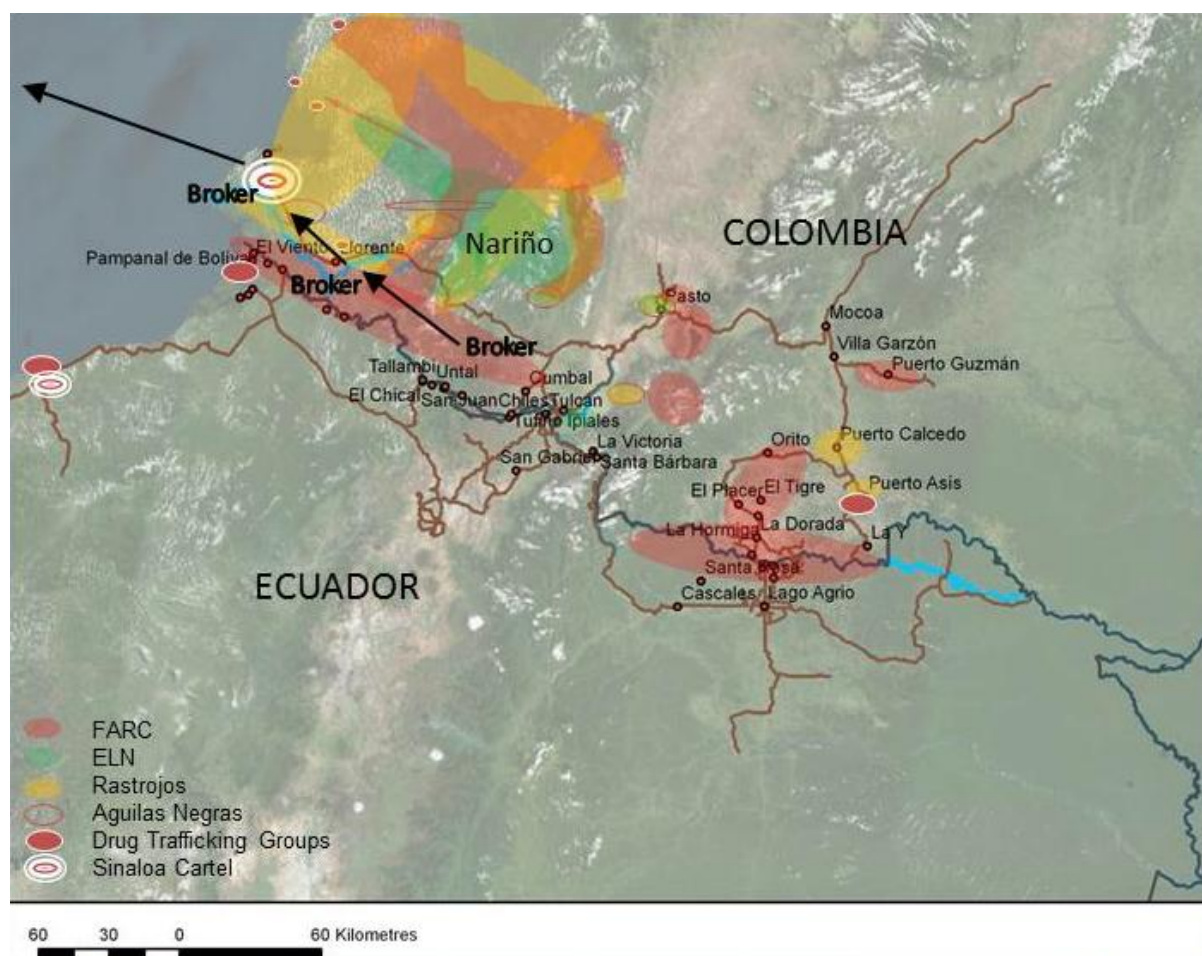 COLOMBIA
Broker
Nariño
El Viento Llorente
Pampanal de Bolívar
Broker
Pasto
Mocoa
Broker
Villa Garzón
Tallambi
Untal
Puerto Guzmán
Cumbal
El Chical
San Juan
Chiles
Tulcán
Tufiño
Ipiales
La Victoria
Orito
Puerto Calcedo
San Gabriel
Santa Bárbara
El Placer
El Tigre
Puerto Asis
La Hormiga
La Dorada
La Y
ECUADOR
Santa Rosa
Cascales
Lago Agrio
FARC
ELN
Rastrojos
Aguilas Negras
Drug Trafficking Groups
Sinaloa Cartel
60 30 0 60 Kilometres